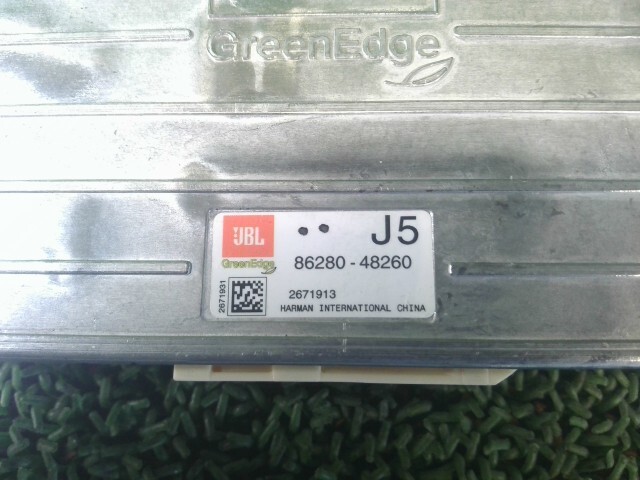 GreenEdge
JBL
J5
GreenEdge
86280-48260
2671931
2671913
HARMAN INTERNATIONAL CHINA